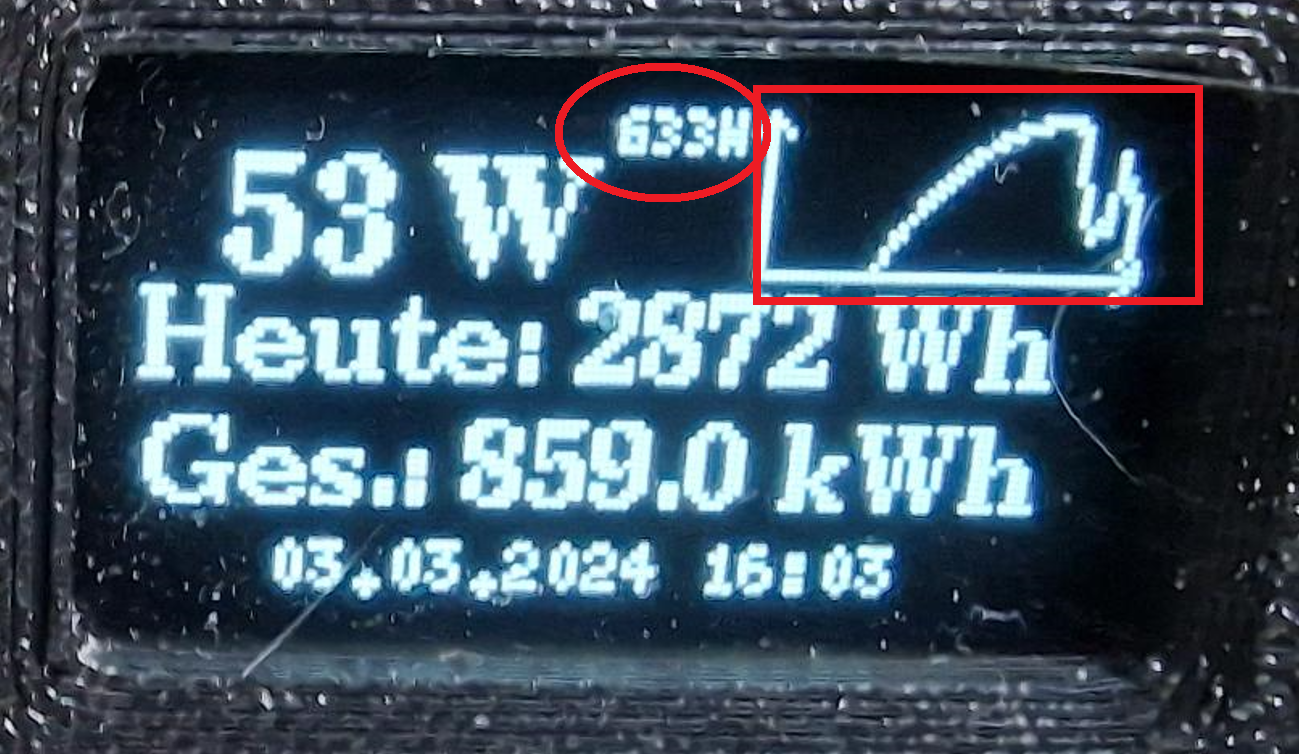 633W
53 W
Heute: 2872 Wh
Ges.: 859.0 kWh
03.03.2024 16:03